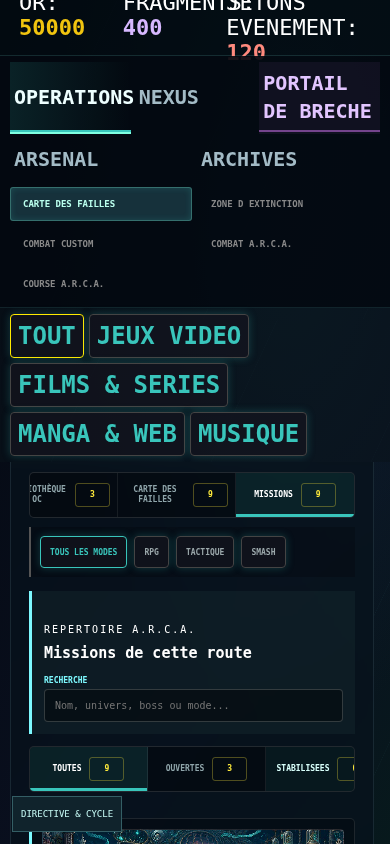 OR:
50000
400
EVENEMENT:
120
OPERATIONS
NEXUS
PORTAIL
DE BRECHE
ARSENAL
ARCHIVES
CARTE DES FAILLES
ZONE D EXTINCTION
COMBAT CUSTOM
COMBAT A.R.C.A.
COURSE A.R.C.A.
TOUT
JEUX VIDEO
FILMS & SERIES
MANGA & WEB
MUSIQUE
IOTHÈQUE
OC
3
CARTE DES
FAILLES
9
MISSIONS
9
TOUS LES MODES
RPG
TACTIQUE
SMASH
REPERTOIRE A.R.C.A.
Missions de cette route
RECHERCHE
Nom, univers, boss ou mode...
TOUTES
9
OUVERTES
3
STABILISEES
DIRECTIVE & CYCLE